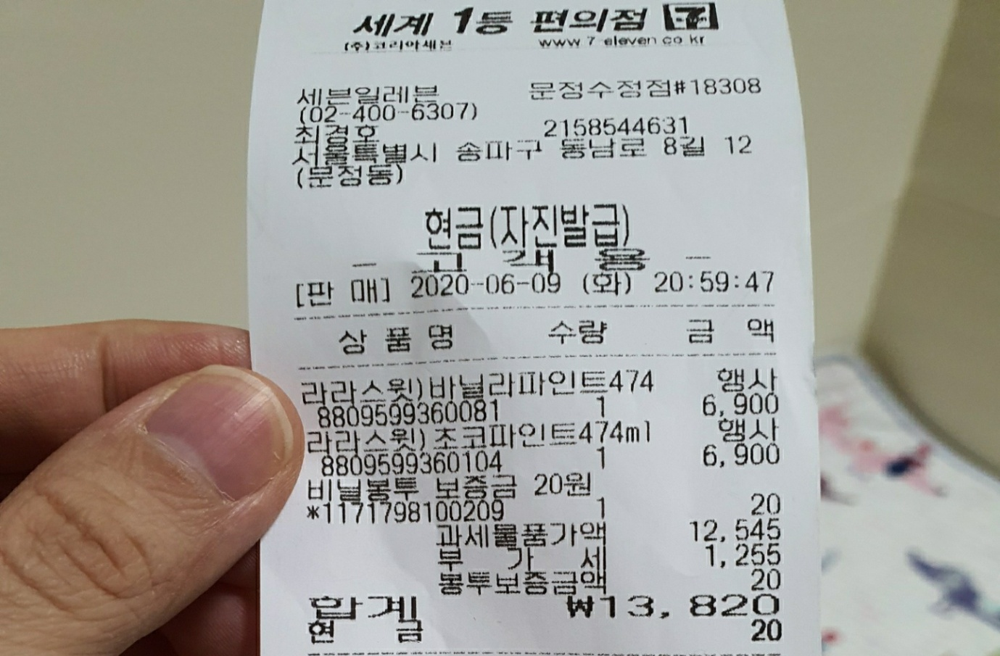 세계 1등 편의점 7
(주)코리아세븐 www.7-eleven.co.kr
세븐일레븐 문정수정점#18308
(02-400-6307)
최경호 2158544631
서울특별시 송파구 동남로 8길 12
(문정동)
현금(자진발급)
- 고 객 용 -
[판 매] 2020-06-09 (화) 20:59:47
상 품 명 수량 금 액
라라스윗)바닐라파인트474 행사
8809599360081 1 6,900
라라스윗)초코파인트474ml 행사
8809599360104 1 6,900
비닐봉투 보증금 20원
*1171798100209 1 20
과세물품가액 12,545
부 가 세 1,255
봉투보증금액 20
합계 ₩13,820
현 금 20